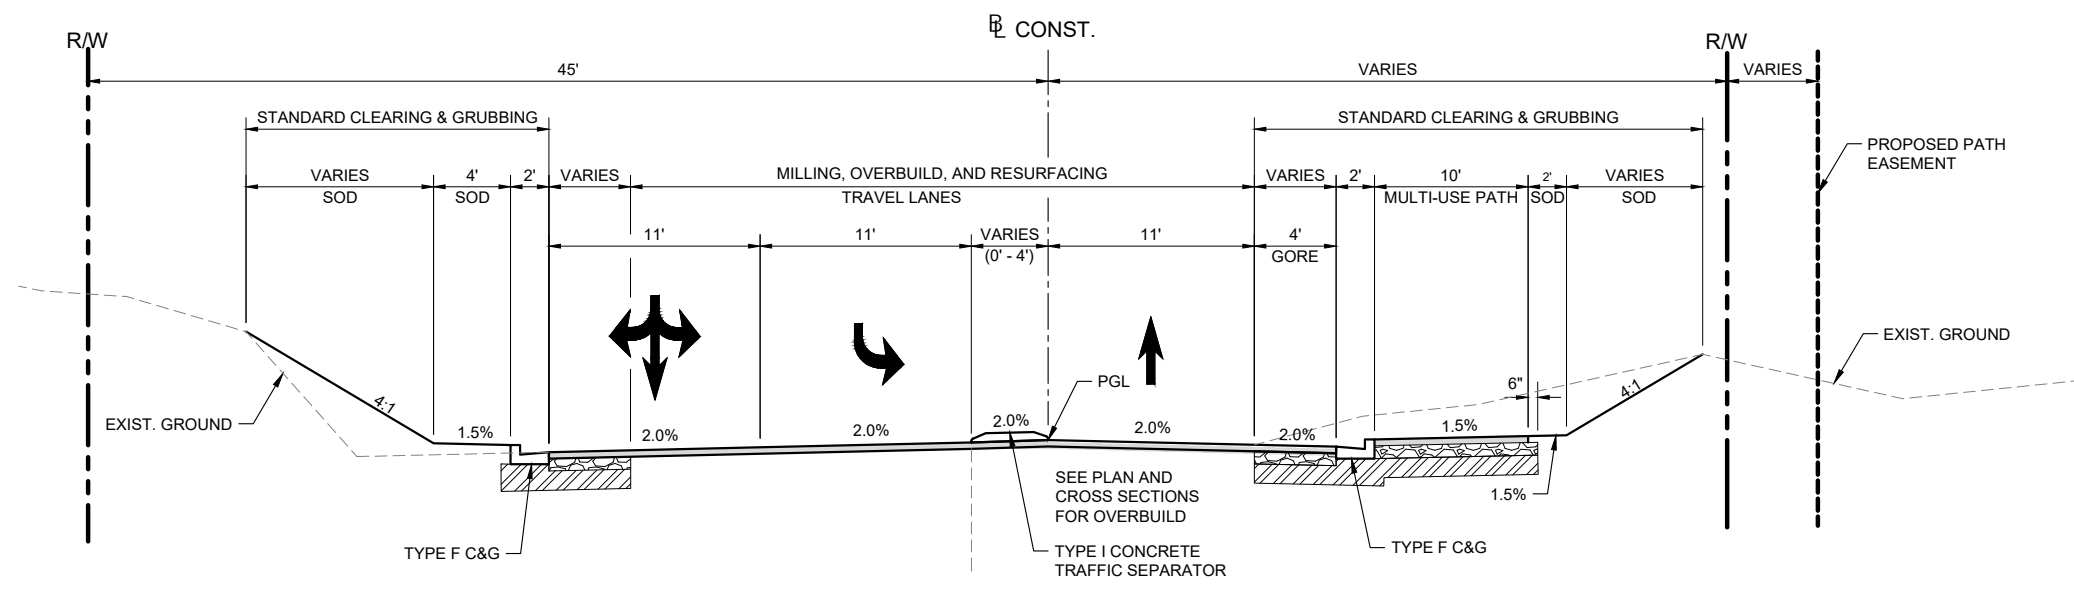 ℄ CONST.
R/W
R/W
45'
VARIES
VARIES
STANDARD CLEARING & GRUBBING
STANDARD CLEARING & GRUBBING
PROPOSED PATH
EASEMENT
VARIES
SOD
4'
SOD
2'
VARIES
MILLING, OVERBUILD, AND RESURFACING
TRAVEL LANES
VARIES
2'
10'
MULTI-USE PATH
2'
SOD
VARIES
SOD
11'
11'
VARIES
(0' - 4')
11'
4'
GORE
EXIST. GROUND
PGL
6"
4:1
4:1
EXIST. GROUND
1.5%
2.0%
2.0%
2.0%
2.0%
2.0%
1.5%
SEE PLAN AND
CROSS SECTIONS
FOR OVERBUILD
1.5%
TYPE F C&G
TYPE I CONCRETE
TRAFFIC SEPARATOR
TYPE F C&G